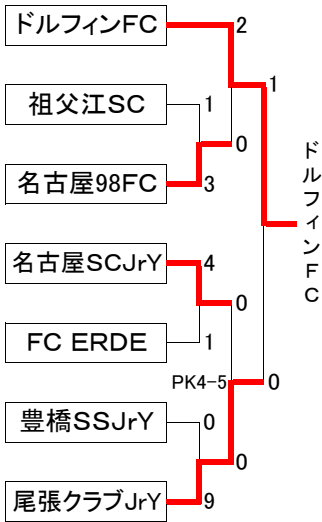 ドルフィンFC
2
祖父江SC
1
1
0
名古屋98FC
3
ドルフィンFC
名古屋SCJrY
4
0
FC ERDE
1
PK4-5
0
豊橋SSJrY
0
0
尾張クラブJrY
9